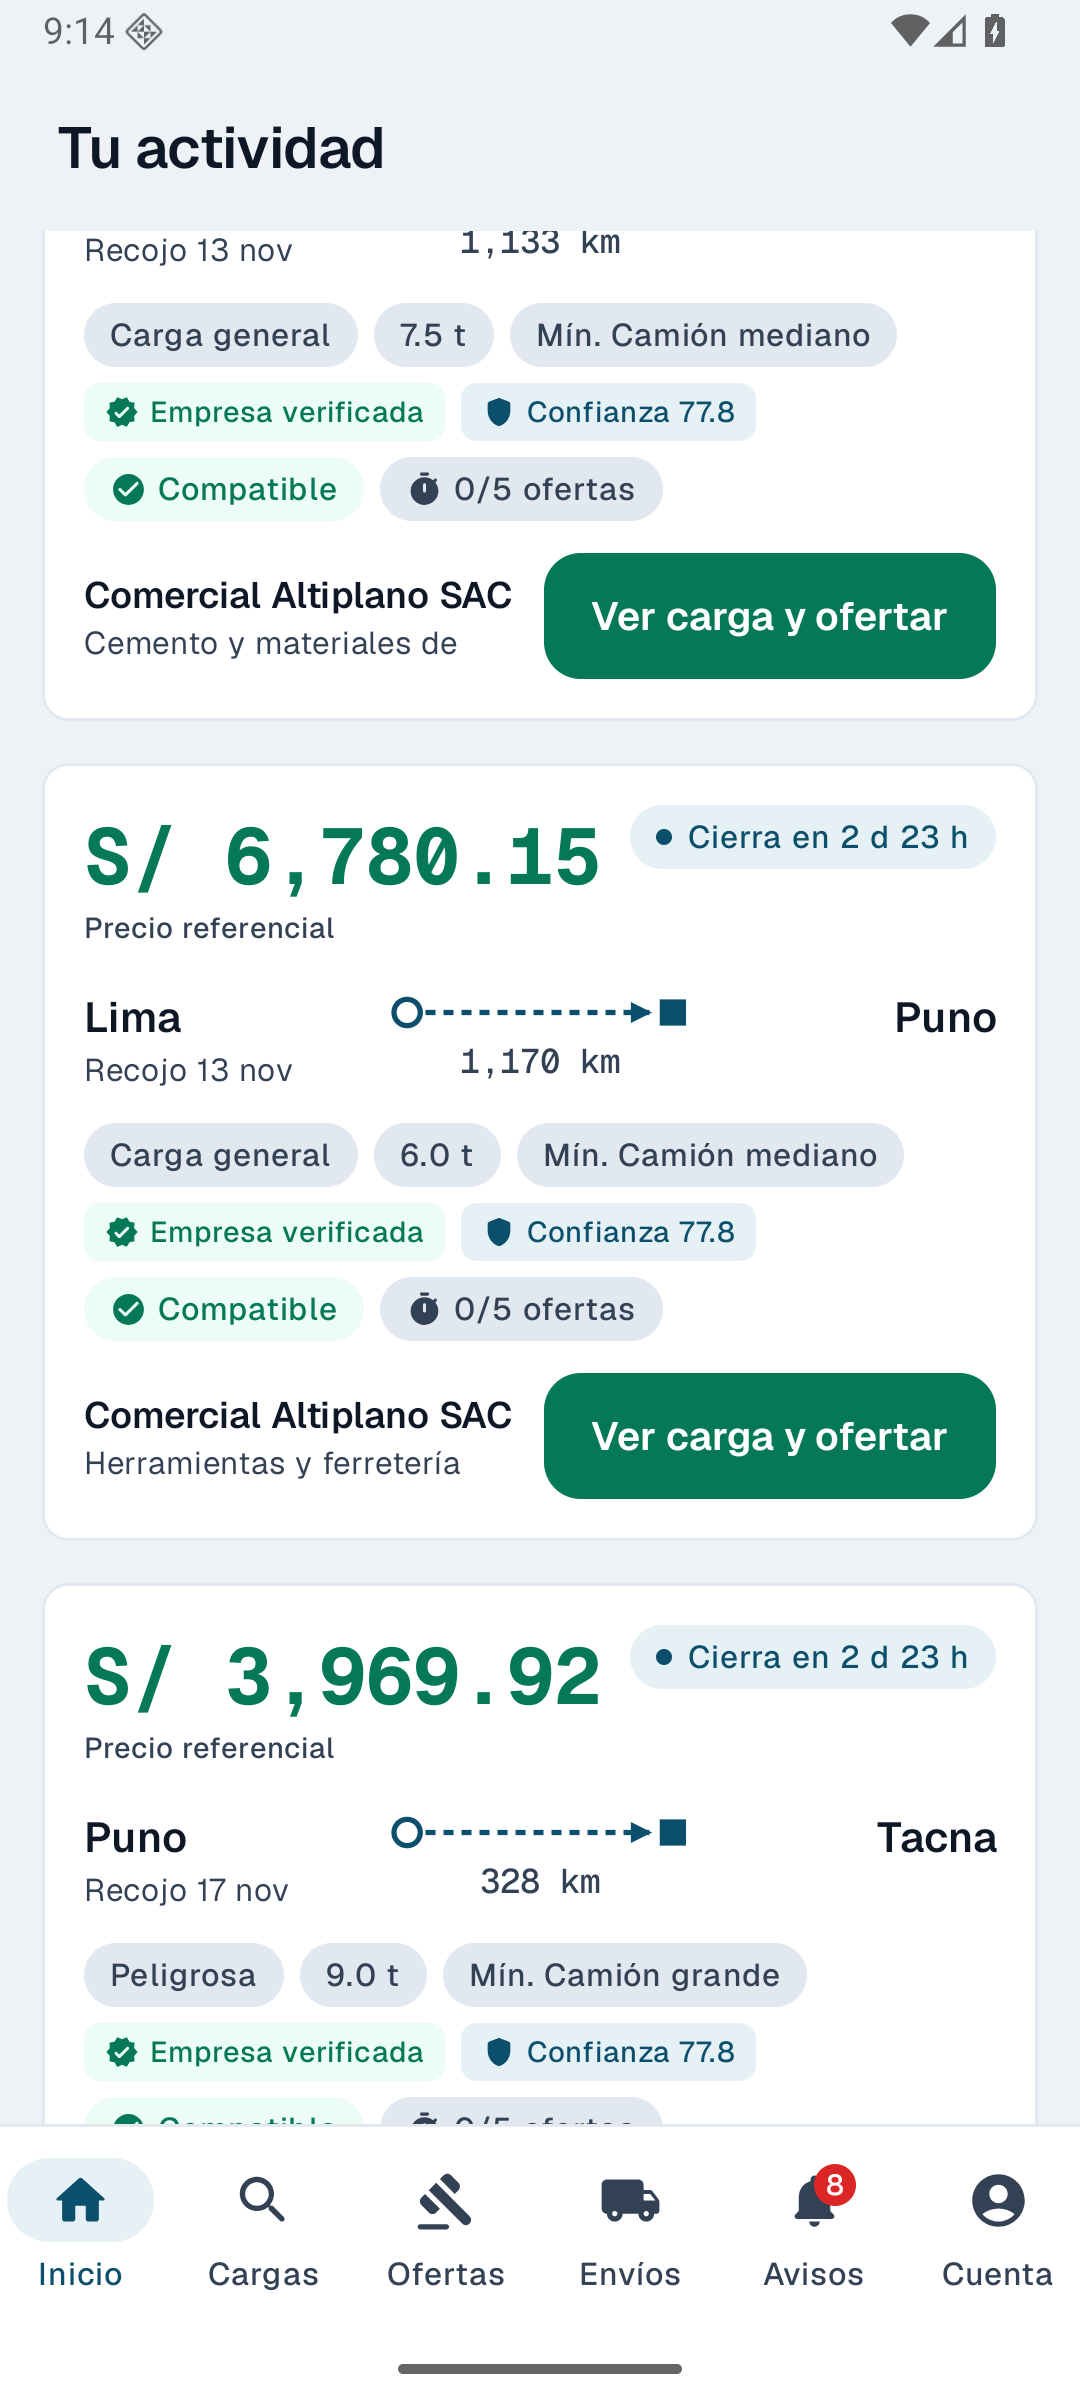 9:14
Tu actividad
Recojo 13 nov
1,133 km
Carga general
7.5 t
Mín. Camión mediano
Empresa verificada
Confianza 77.8
Compatible
0/5 ofertas
Comercial Altiplano SAC
Cemento y materiales de
Ver carga y ofertar
S/ 6,780.15
Cierra en 2 d 23 h
Precio referencial
Lima
Puno
Recojo 13 nov
1,170 km
Carga general
6.0 t
Mín. Camión mediano
Empresa verificada
Confianza 77.8
Compatible
0/5 ofertas
Comercial Altiplano SAC
Herramientas y ferretería
Ver carga y ofertar
S/ 3,969.92
Cierra en 2 d 23 h
Precio referencial
Puno
Tacna
Recojo 17 nov
328 km
Peligrosa
9.0 t
Mín. Camión grande
Empresa verificada
Confianza 77.8
Compatible
0/5 ofertas
8
Inicio
Cargas
Ofertas
Envíos
Avisos
Cuenta